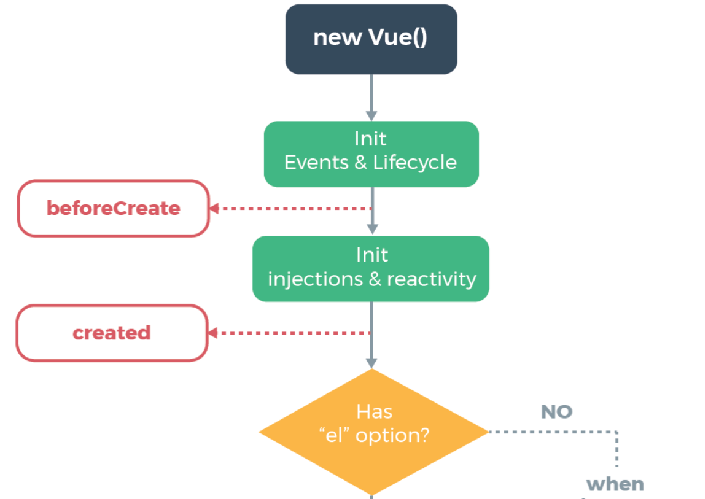 new Vue()
Init
Events & Lifecycle
beforeCreate
Init
injections & reactivity
created
Has
“el” option?
NO
when